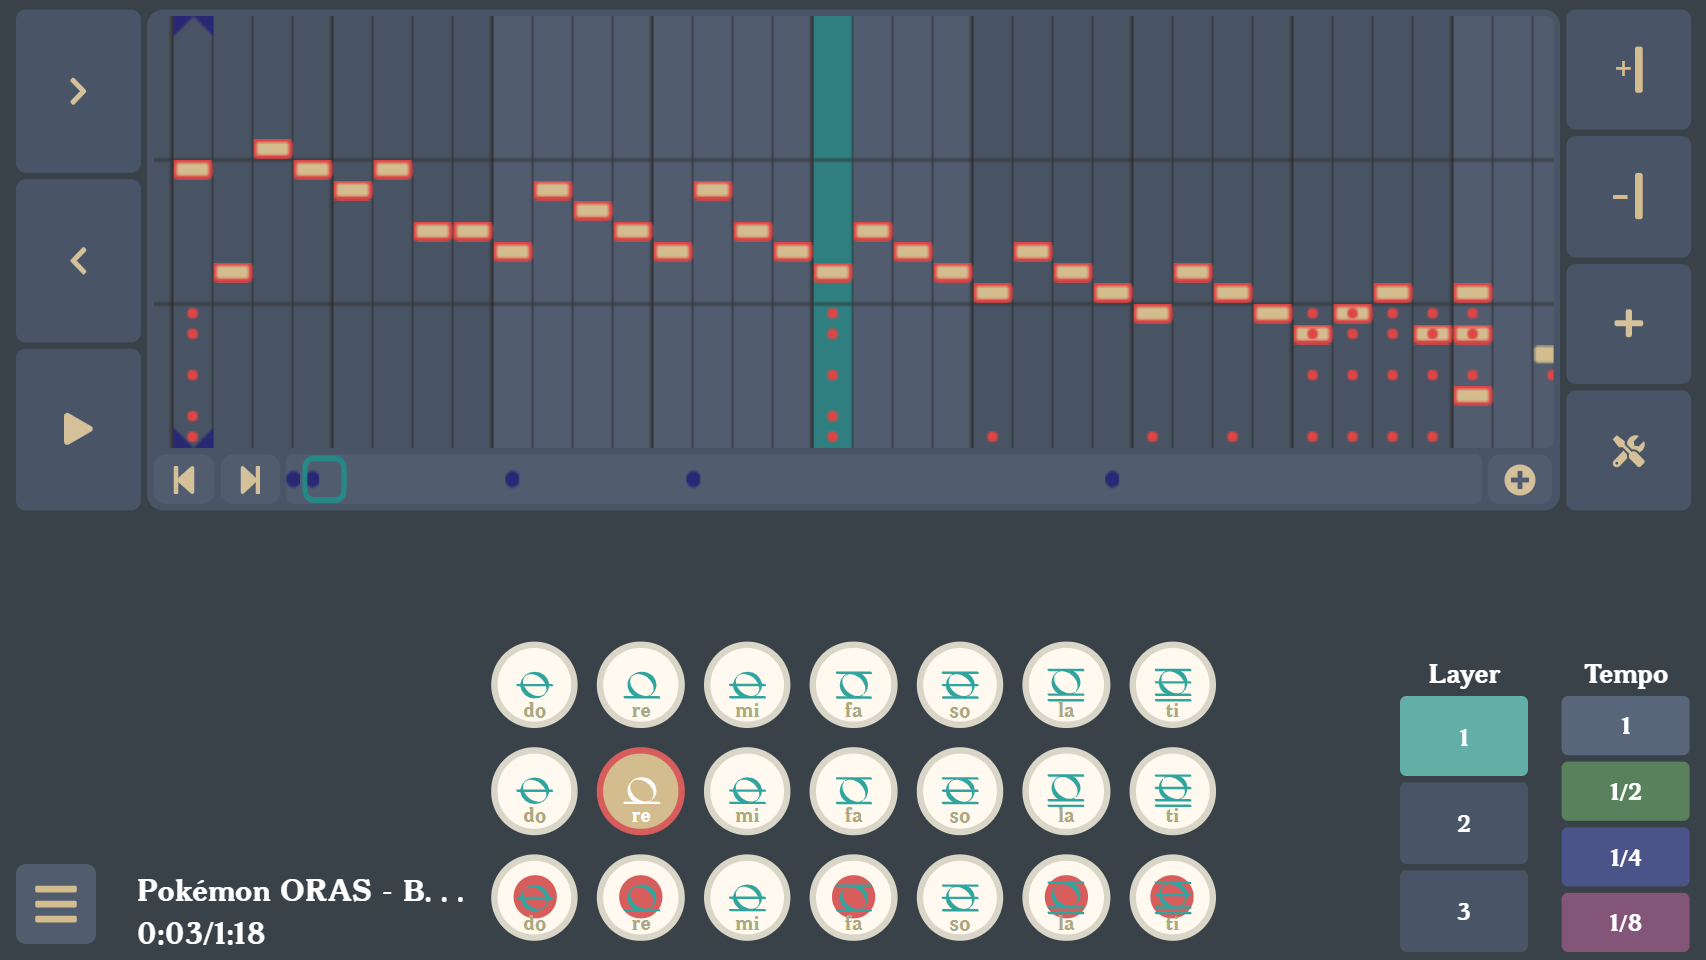 do re mi fa so la ti
do re mi fa so la ti
do re mi fa so la ti
Layer
1
2
3
Tempo
1
1/2
1/4
1/8
Pokémon ORAS - B...
0:03/1:18